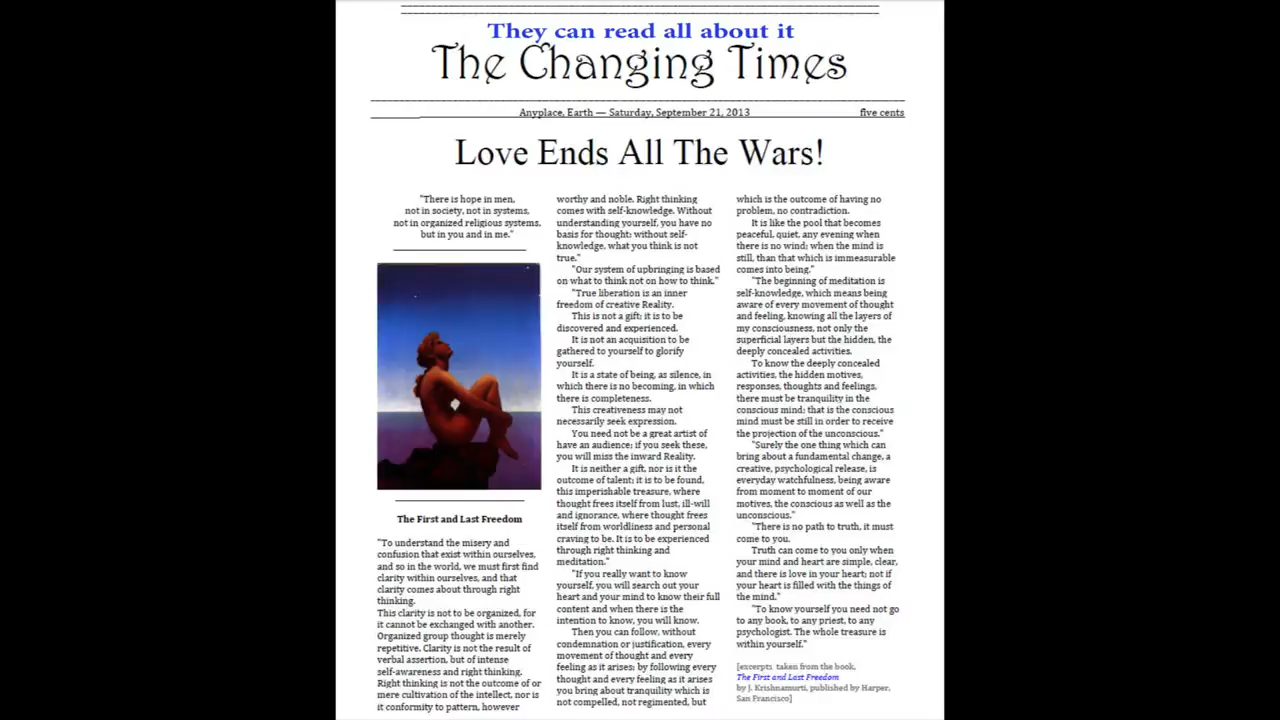 They can read all about it
The Changing Times
Anyplace, Earth — Saturday, September 21, 2013
five cents
Love Ends All The Wars!
"There is hope in men,
not in society, not in systems,
not in organized religious systems,
but in you and in me."
The First and Last Freedom
"To understand the misery and
confusion that exist within ourselves,
and so in the world, we must first find
clarity within ourselves, and that
clarity comes about through right
thinking.
This clarity is not to be organized, for
it cannot be exchanged with another.
Organized group thought is merely
repetitive. Clarity is not the result of
verbal assertion, but of intense
self-awareness and right thinking.
Right thinking is not the outcome of or
mere cultivation of the intellect, nor is
it conformity to pattern, however
worthy and noble. Right thinking
comes with self-knowledge. Without
understanding yourself, you have no
basis for thought; without self-
knowledge, what you think is not
true."
"Our system of upbringing is based
on what to think not on how to think."
"True liberation is an inner
freedom of creative Reality.
This is not a gift; it is to be
discovered and experienced.
It is not an acquisition to be
gathered to yourself to glorify
yourself.
It is a state of being, as silence, in
which there is no becoming, in which
there is completeness.
This creativeness may not
necessarily seek expression.
You need not be a great artist of
have an audience; if you seek these,
you will miss the inward Reality.
It is neither a gift, nor is it the
outcome of talent; it is to be found,
this imperishable treasure, where
thought frees itself from lust, ill-will
and ignorance, where thought frees
itself from worldliness and personal
craving to be. It is to be experienced
through right thinking and
meditation."
"If you really want to know
yourself, you will search out your
heart and your mind to know their full
content and when there is the
intention to know, you will know.
Then you can follow, without
condemnation or justification, every
movement of thought and every
feeling as it arises; by following every
thought and every feeling as it arises
you bring about tranquility which is
not compelled, not regimented, but
which is the outcome of having no
problem, no contradiction.
It is like the pool that becomes
peaceful, quiet, any evening when
there is no wind; when the mind is
still, than that which is immeasurable
comes into being."
"The beginning of meditation is
self-knowledge, which means being
aware of every movement of thought
and feeling, knowing all the layers of
my consciousness, not only the
superficial layers but the hidden, the
deeply concealed activities.
To know the deeply concealed
activities, the hidden motives,
responses, thoughts and feelings,
there must be tranquility in the
conscious mind; that is the conscious
mind must be still in order to receive
the projection of the unconscious."
"Surely the one thing which can
bring about a fundamental change, a
creative, psychological release, is
everyday watchfulness, being aware
from moment to moment of our
motives, the conscious as well as the
unconscious."
"There is no path to truth, it must
come to you.
Truth can come to you only when
your mind and heart are simple, clear,
and there is love in your heart; not if
your heart is filled with the things of
the mind."
"To know yourself you need not go
to any book, to any priest, to any
psychologist. The whole treasure is
within yourself."
[excerpts taken from the book,
The First and Last Freedom
by J. Krishnamurti, published by Harper,
San Francisco]